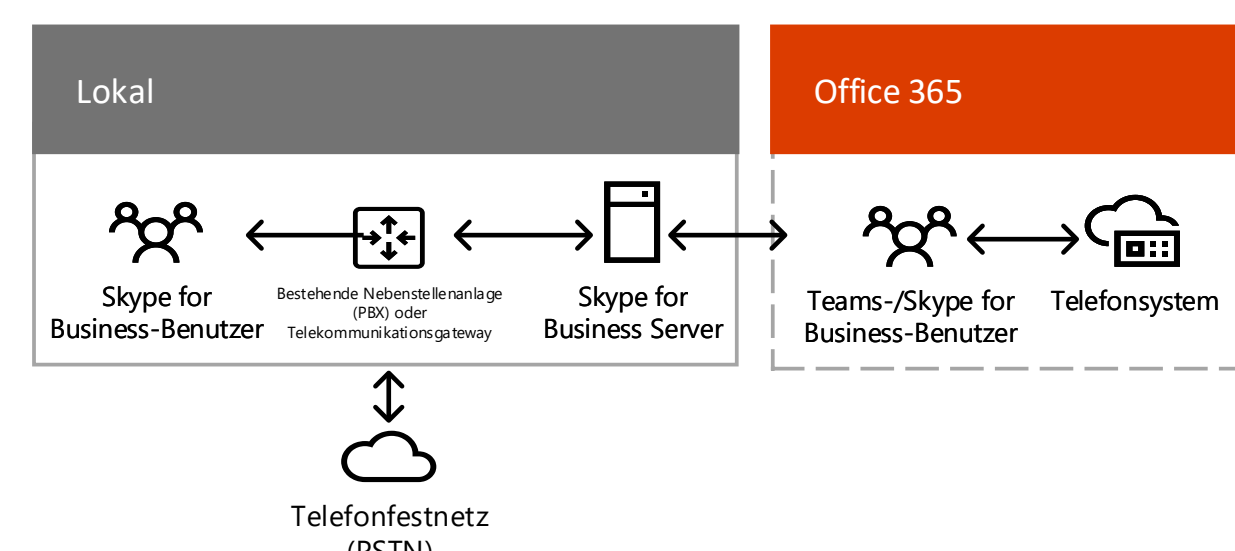 Lokal
Office 365
Skype for
Business-Benutzer
Bestehende Nebenstellenanlage
(PBX) oder
Telekommunikationsgateway
Skype for
Business Server
Teams-/Skype for
Business-Benutzer
Telefonsystem
Telefonfestnetz
(PSTN)